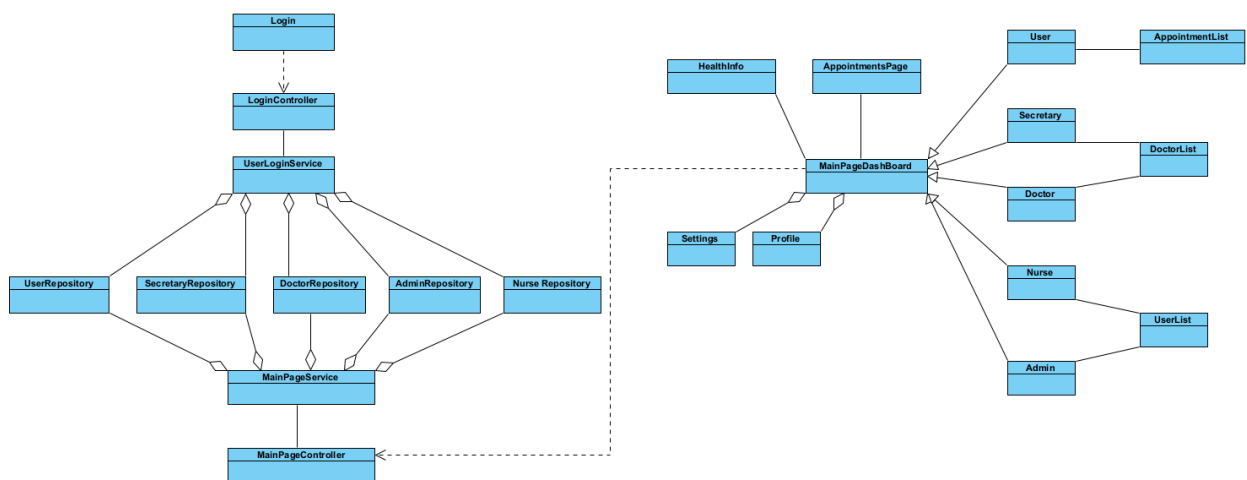 Login
LoginController
UserLoginService
UserRepository
SecretaryRepository
DoctorRepository
AdminRepository
Nurse Repository
MainPageService
MainPageController
HealthInfo
AppointmentsPage
MainPageDashBoard
Settings
Profile
User
AppointmentList
Secretary
DoctorList
Doctor
Nurse
UserList
Admin